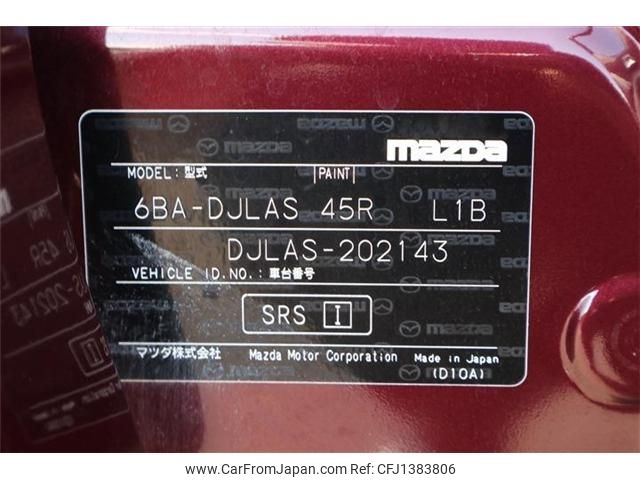 mazda
MODEL: 型式 PAINT
6BA-DJLAS 45R L1B
DJLAS-202143
VEHICLE ID.NO.: 車台番号
SRS I
マツダ株式会社 Mazda Motor Corporation Made in Japan
(D10A)
© www.CarFromJapan.com ID: CFJ1383806